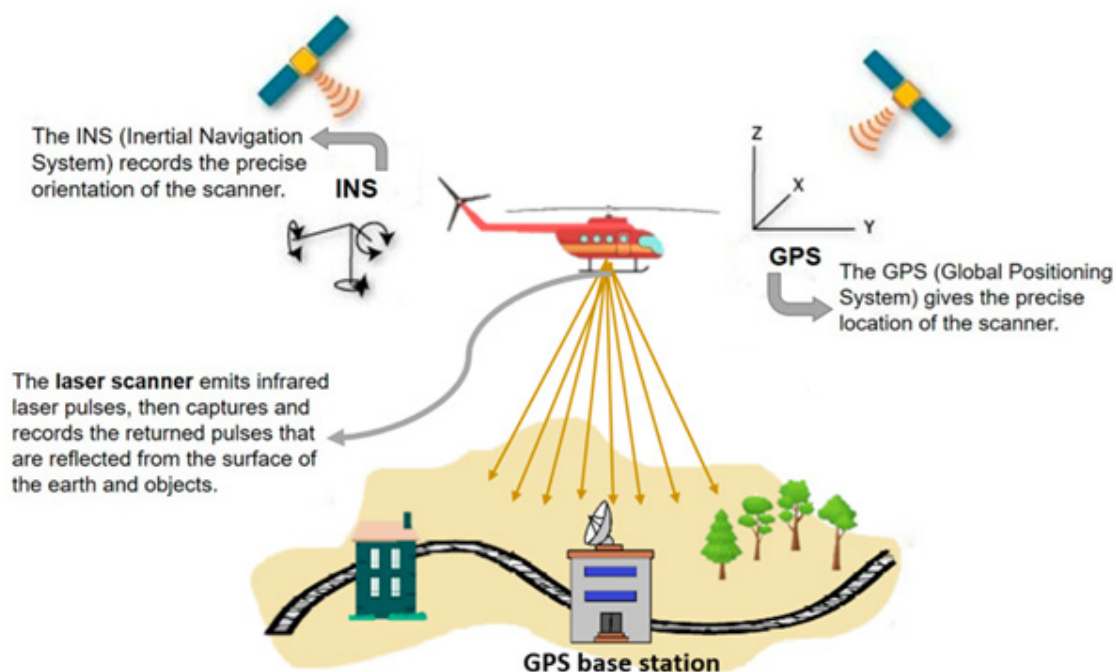 The INS (Inertial Navigation
System) records the precise
orientation of the scanner.
INS
Z
X
Y
GPS
The GPS (Global Positioning
System) gives the precise
location of the scanner.
The laser scanner emits infrared
laser pulses, then captures and
records the returned pulses that
are reflected from the surface of
the earth and objects.
GPS base station